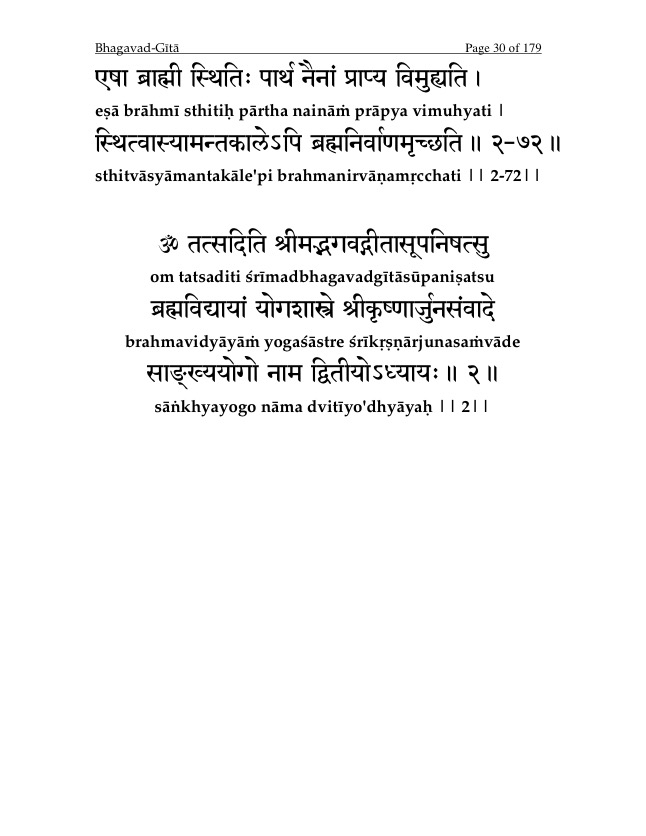 Bhagavad-Gītā Page 30 of 179
एषा ब्राह्मी स्थितिः पार्थ नैनां प्राप्य विमुह्यति ।
eṣā brāhmī sthitiḥ pārtha naināṁ prāpya vimuhyati |
स्थित्वास्यामन्तकालेऽपि ब्रह्मनिर्वाणमृच्छति ॥ २-७२ ॥
sthitvāsyāmantakāle'pi brahmanirvāṇamṛcchati || 2-72||
ॐ तत्सदिति श्रीमद्भगवद्गीतासूपनिषत्सु
om tatsaditi śrīmadbhagavadgītāsūpaniṣatsu
ब्रह्मविद्यायां योगशास्त्रे श्रीकृष्णार्जुनसंवादे
brahmavidyāyāṁ yogaśāstre śrīkṛṣṇārjunasaṁvāde
साङ्ख्ययोगो नाम द्वितीयोऽध्यायः ॥ २ ॥
sāṅkhyayogo nāma dvitīyo'dhyāyaḥ || 2||